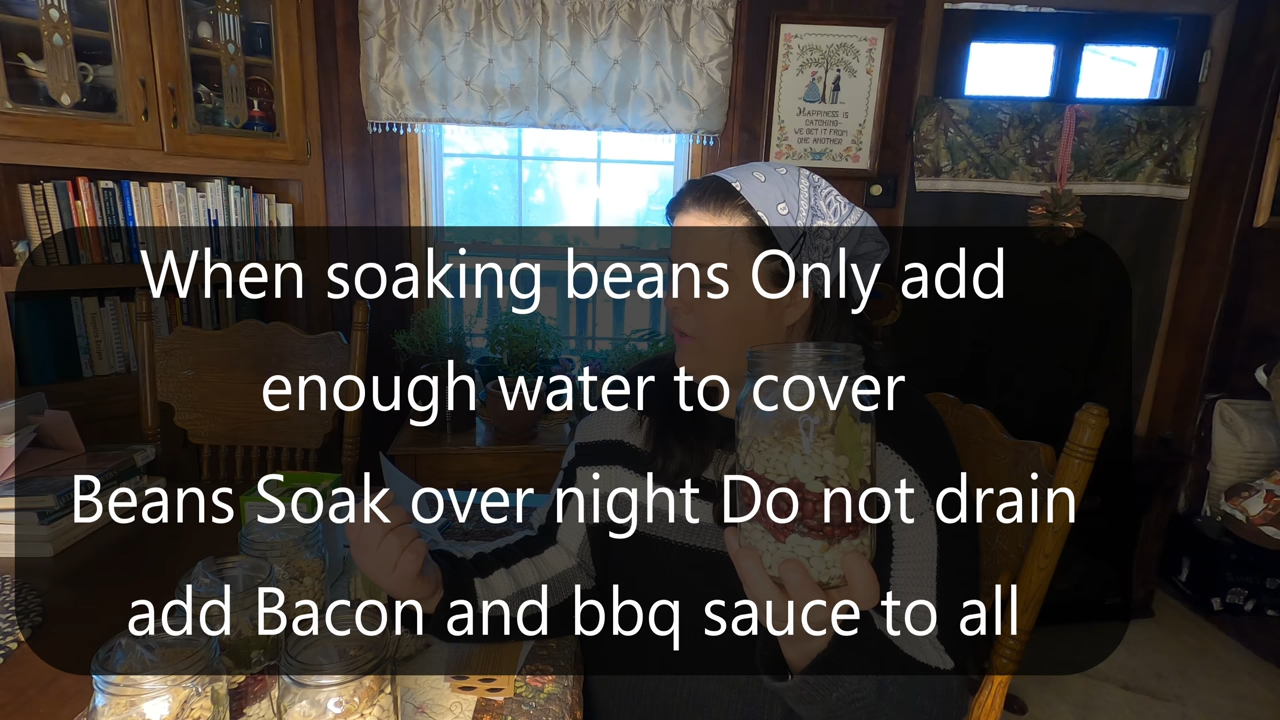 HAPPINESS IS
CATCHING-
WE GET IT FROM
ONE ANOTHER
When soaking beans Only add
enough water to cover
Beans Soak over night Do not drain
add Bacon and bbq sauce to all